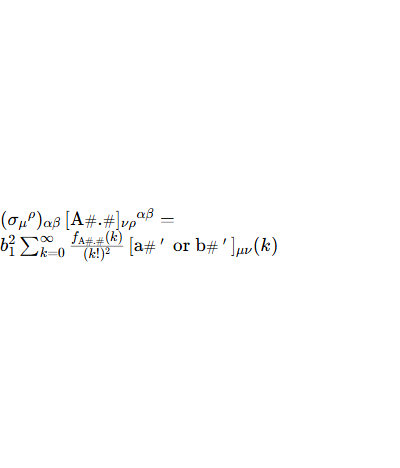 (σ_μ^ρ)_{αβ} [A#.#]_{νρ}^{αβ} =
b_1^2 ∑_{k=0}^{∞} \frac{f_{A#.#}(k)}{(k!)^2} [a# ′ or b# ′]_{μν}(k)